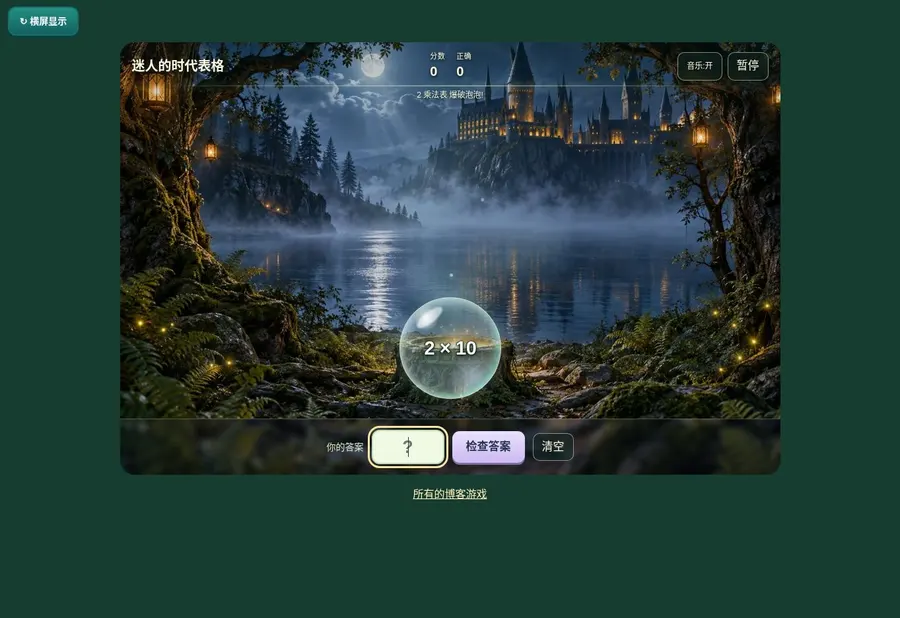 ↻ 横屏显示
迷人的时代表格
分数 正确
0 0
音乐:开
暂停
2 乘法表 爆破泡泡!
2 × 10
你的答案
?
检查答案
清空
所有的博客游戏